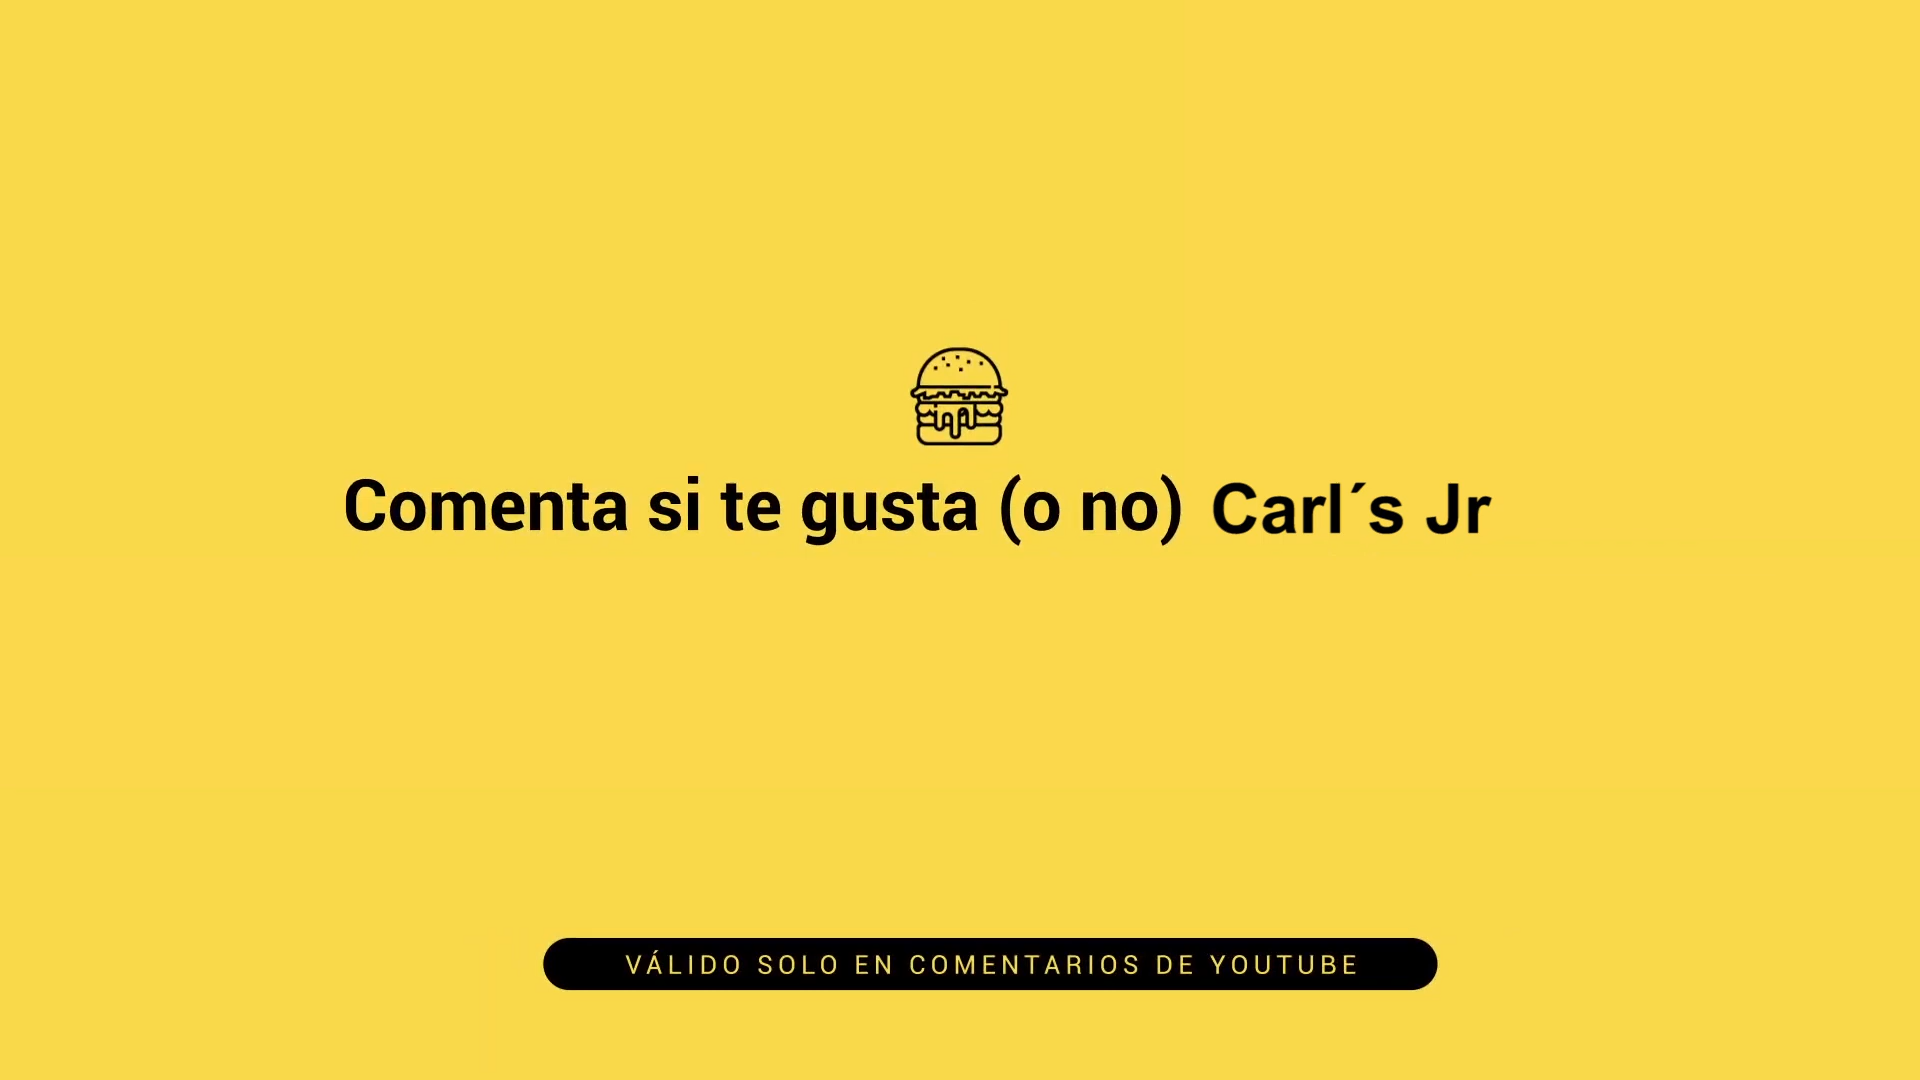 Comenta si te gusta (o no) Carl´s Jr
VÁLIDO SOLO EN COMENTARIOS DE YOUTUBE